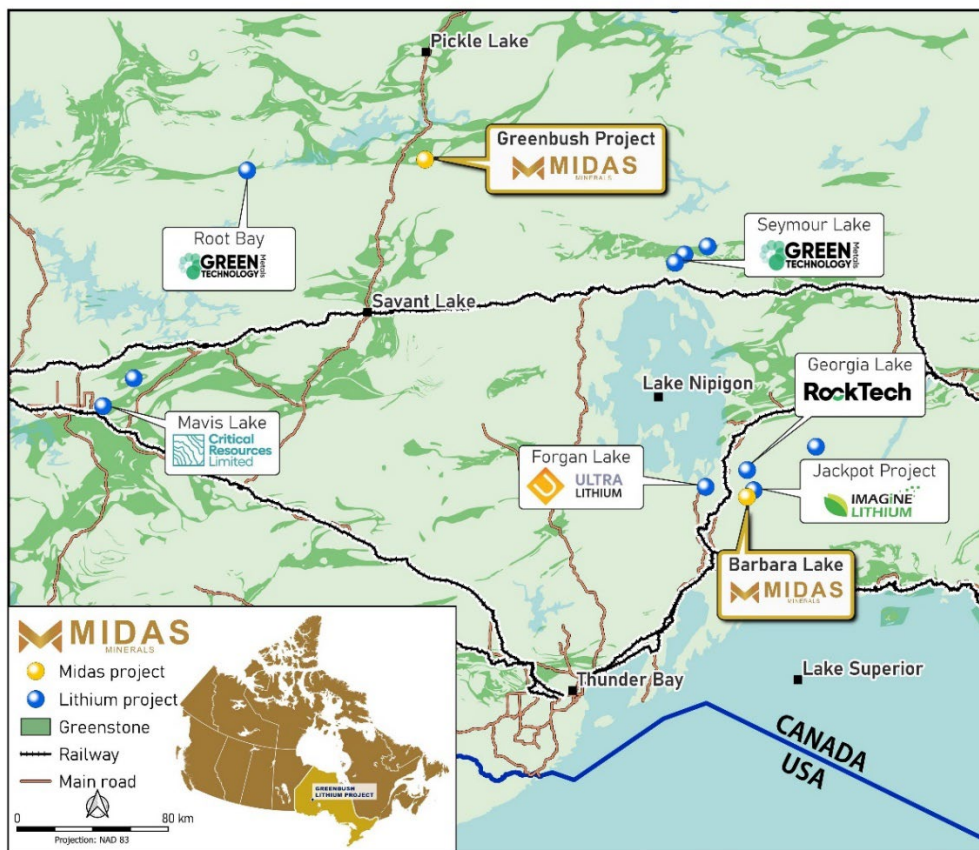 Pickle Lake
Greenbush Project
MIDAS
MINERALS
Root Bay
GREEN
TECHNOLOGY
Metals
Seymour Lake
GREEN
TECHNOLOGY
Metals
Savant Lake
Georgia Lake
RockTech
Lake Nipigon
Mavis Lake
Critical
Resources
Limited
Forgan Lake
ULTRA
LITHIUM
Jackpot Project
IMAGINE
LITHIUM
Barbara Lake
MIDAS
MINERALS
Thunder Bay
Lake Superior
CANADA
USA
MIDAS
MINERALS
Midas project
Lithium project
Greenstone
Railway
Main road
0 80 km
Projection: NAD 83
GREENBUSH
LITHIUM PROJECT